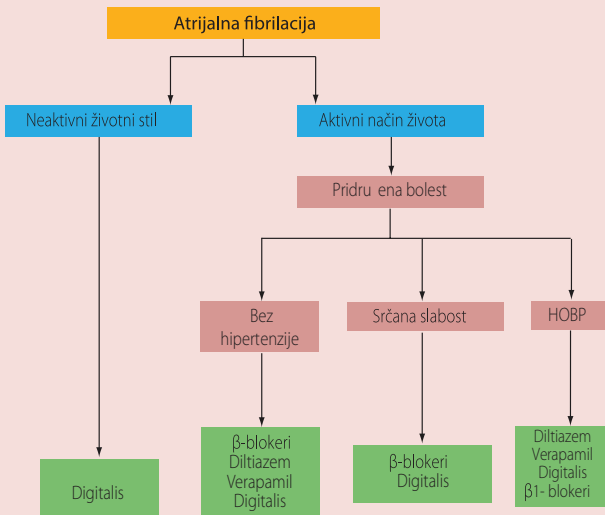 Atrijalna fibrilacija
Neaktivni životni stil
Aktivni način života
Pridru ena bolest
Bez
hipertenzije
Srčana slabost
HOBP
Digitalis
β-blokeri
Diltiazem
Verapamil
Digitalis
β-blokeri
Digitalis
Diltiazem
Verapamil
Digitalis
β1- blokeri